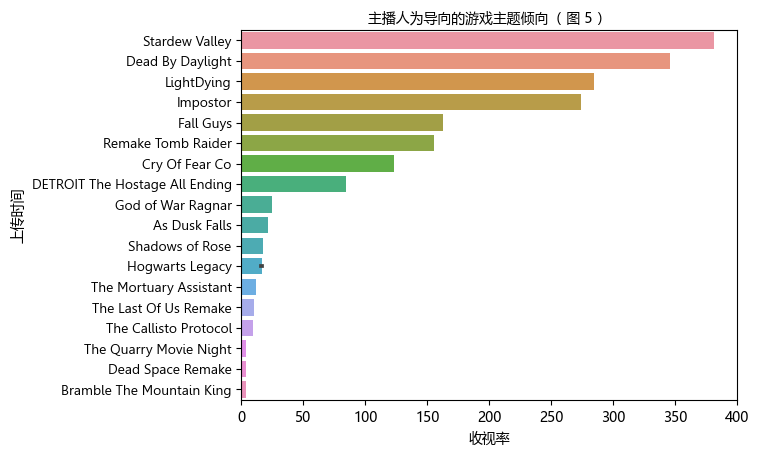 主播人为导向的游戏主题倾向（图 5 ）
Stardew Valley
Dead By Daylight
LightDying
Impostor
Fall Guys
Remake Tomb Raider
Cry Of Fear Co
DETROIT The Hostage All Ending
God of War Ragnar
As Dusk Falls
Shadows of Rose
Hogwarts Legacy
The Mortuary Assistant
The Last Of Us Remake
The Callisto Protocol
The Quarry Movie Night
Dead Space Remake
Bramble The Mountain King
上传时间
0 50 100 150 200 250 300 350 400
收视率